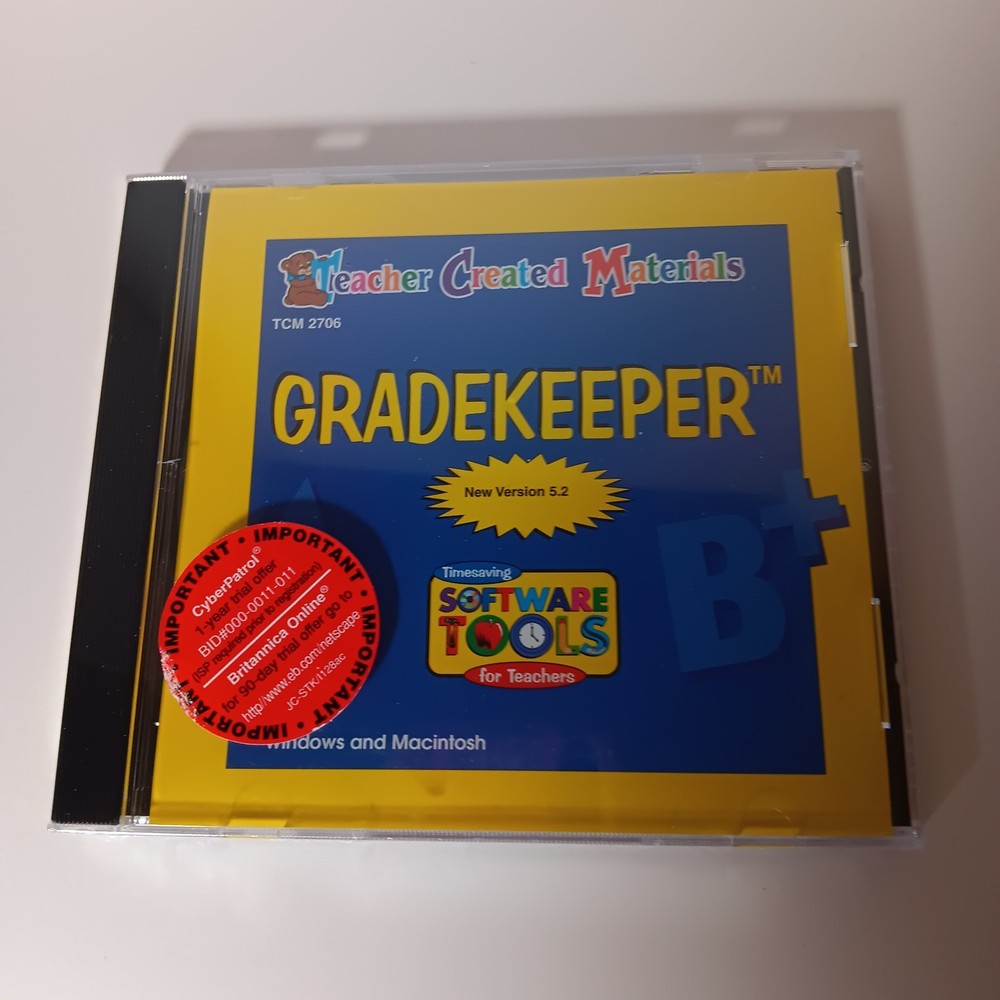 Teacher Created Materials
TCM 2706
GRADEKEEPER™
New Version 5.2
B+
Timesaving
SOFTWARE
TOOLS
for Teachers
Windows and Macintosh
IMPORTANT • IMPORTANT • IMPORTANT • IMPORTANT •
CyberPatrol®
1-year trial offer
BID#000-0011-011
(ISP required prior to registration)
Britannica Online®
for 90-day trial offer go to
http//www.eb.com/netscape
JC-STK/1128ac